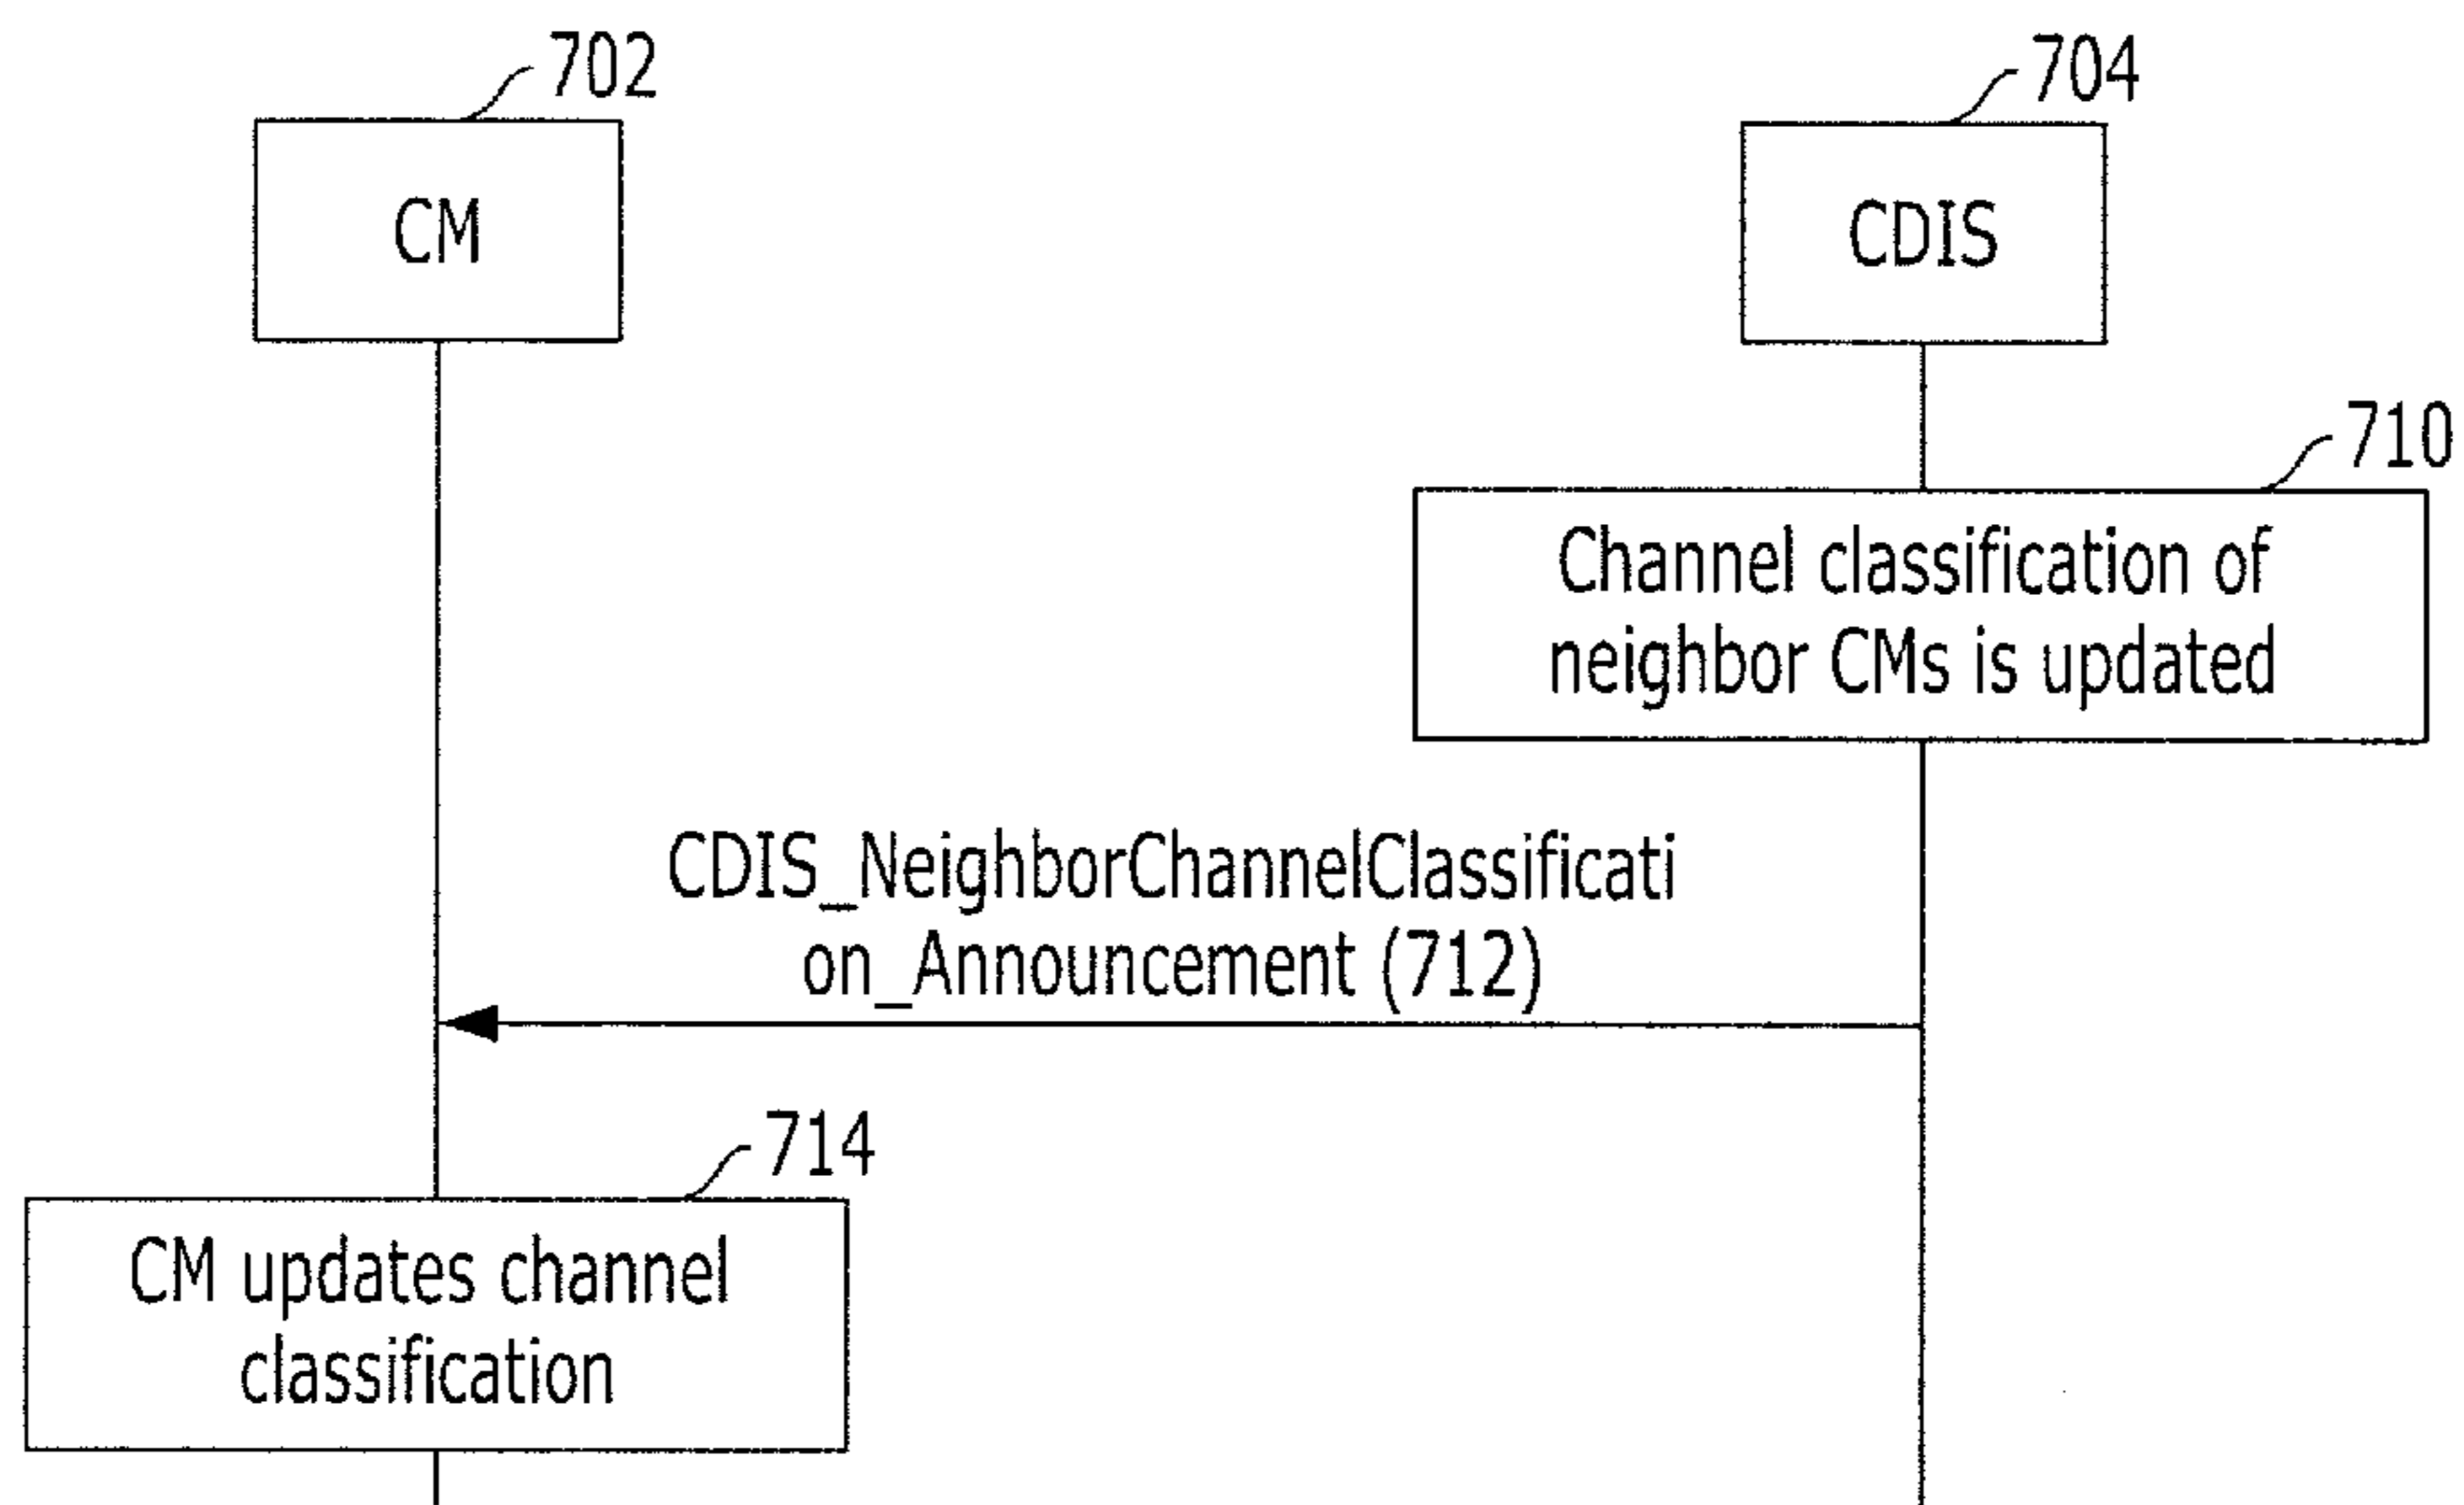 702
704
CM
CDIS
710
Channel classification of
neighbor CMs is updated
CDIS_NeighborChannelClassificati
on_Announcement (712)
714
CM updates channel
classification